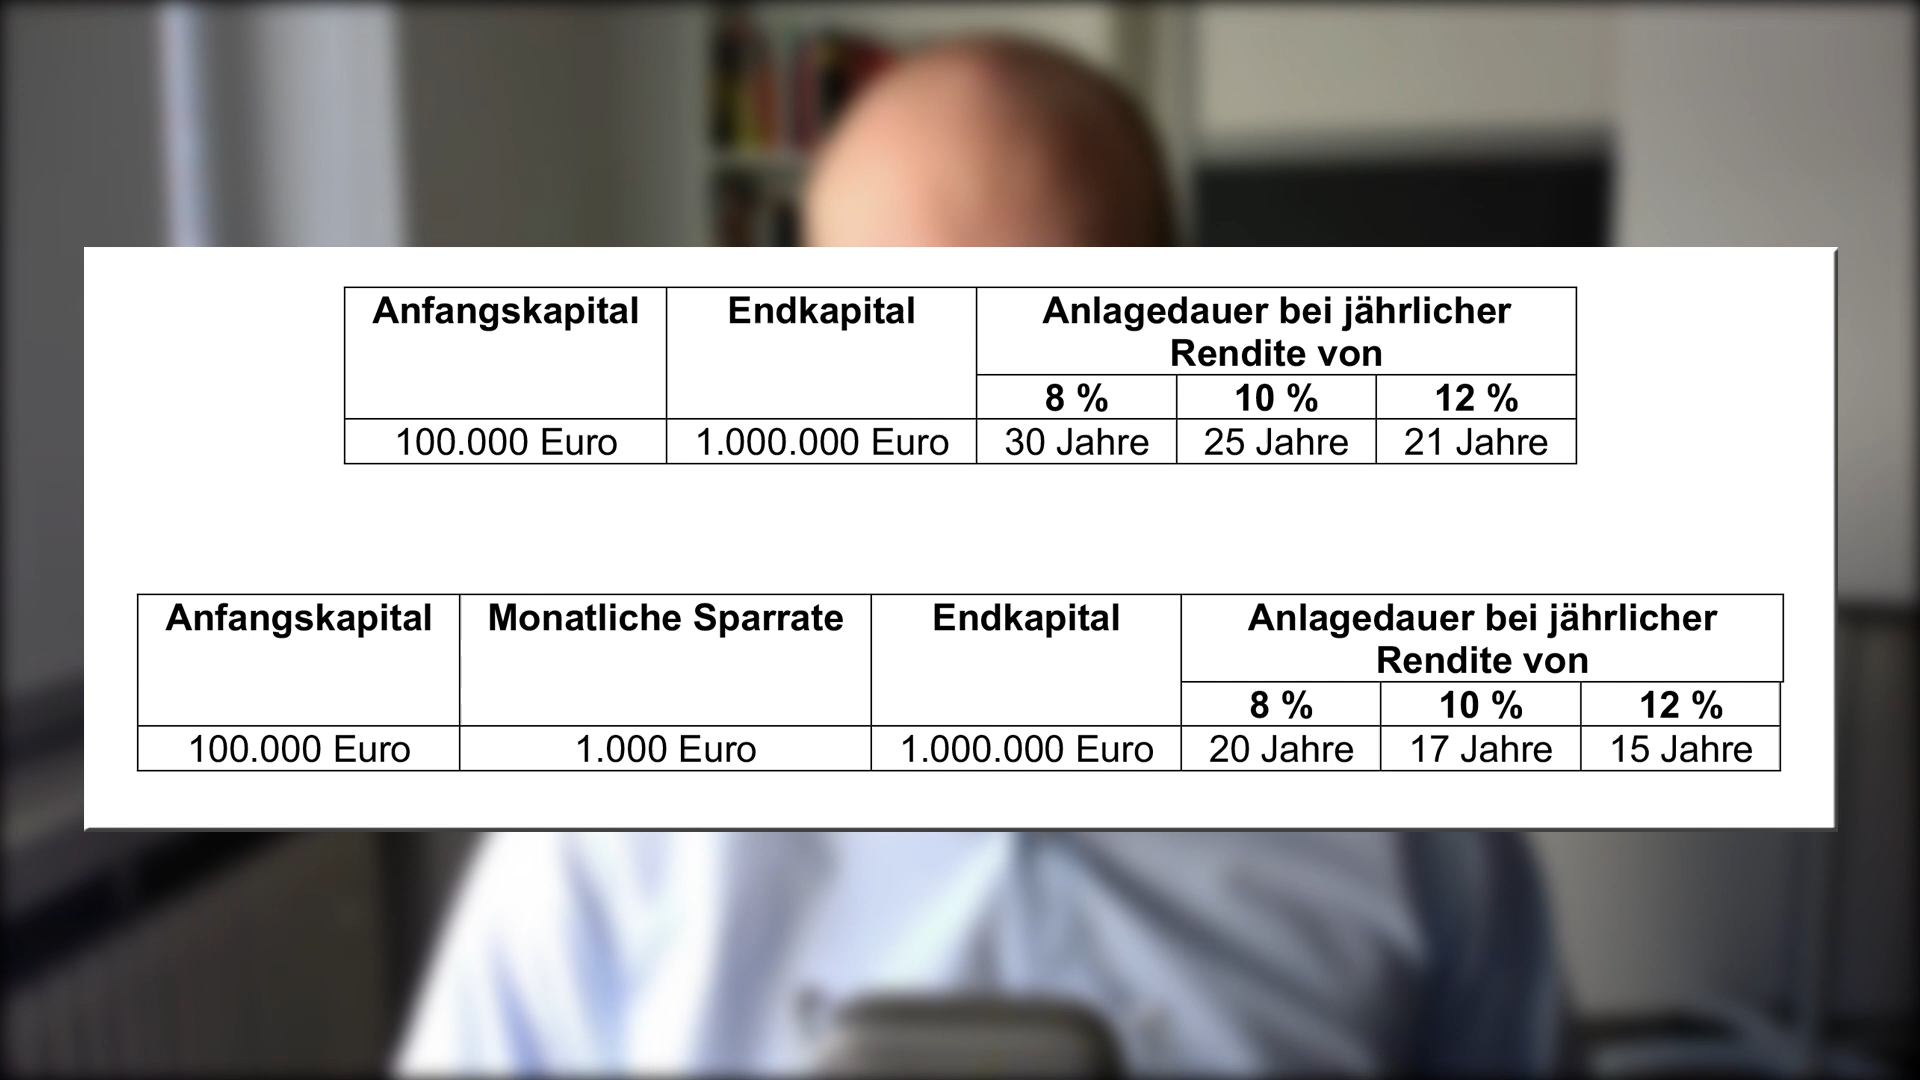 Anfangskapital Endkapital Anlagedauer bei jährlicher
Rendite von
8 % 10 % 12 %
100.000 Euro 1.000.000 Euro 30 Jahre 25 Jahre 21 Jahre
Anfangskapital Monatliche Sparrate Endkapital Anlagedauer bei jährlicher
Rendite von
8 % 10 % 12 %
100.000 Euro 1.000 Euro 1.000.000 Euro 20 Jahre 17 Jahre 15 Jahre